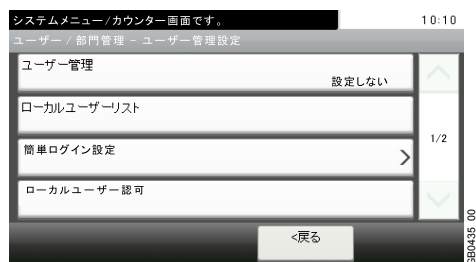 システムメニュー/カウンター画面です。
10:10
ユーザー / 部門管理 - ユーザー管理設定
ユーザー管理
設定しない
ローカルユーザーリスト
1/2
簡単ログイン設定
ローカルユーザー認可
<戻る
GB0435 00